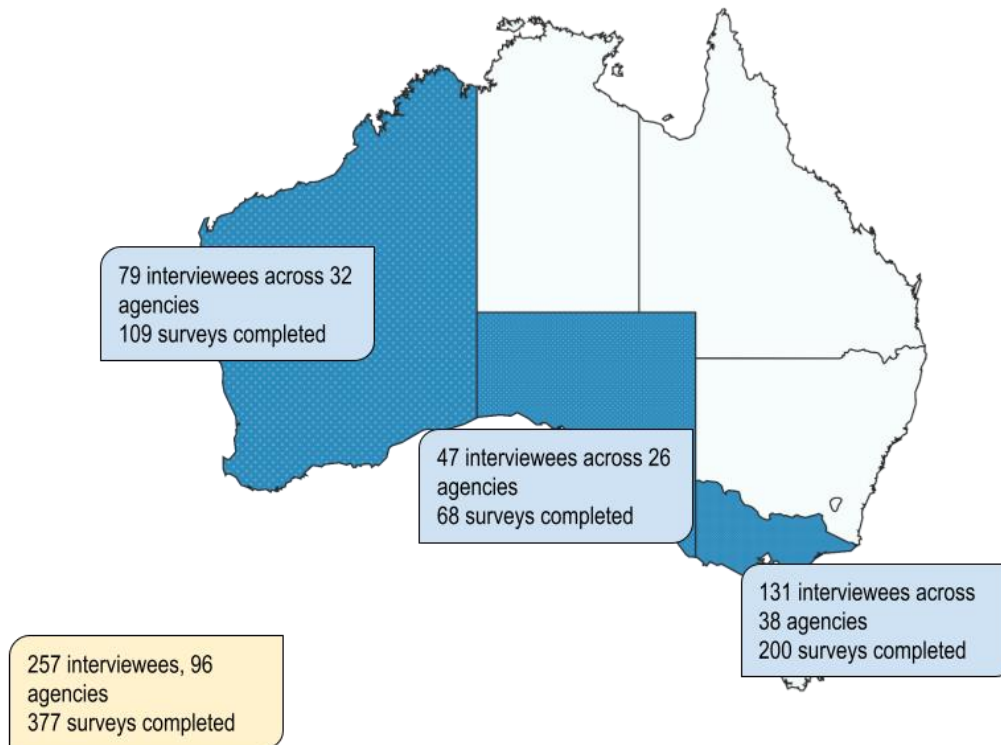 79 interviewees across 32
agencies
109 surveys completed
47 interviewees across 26
agencies
68 surveys completed
131 interviewees across
38 agencies
200 surveys completed
257 interviewees, 96
agencies
377 surveys completed